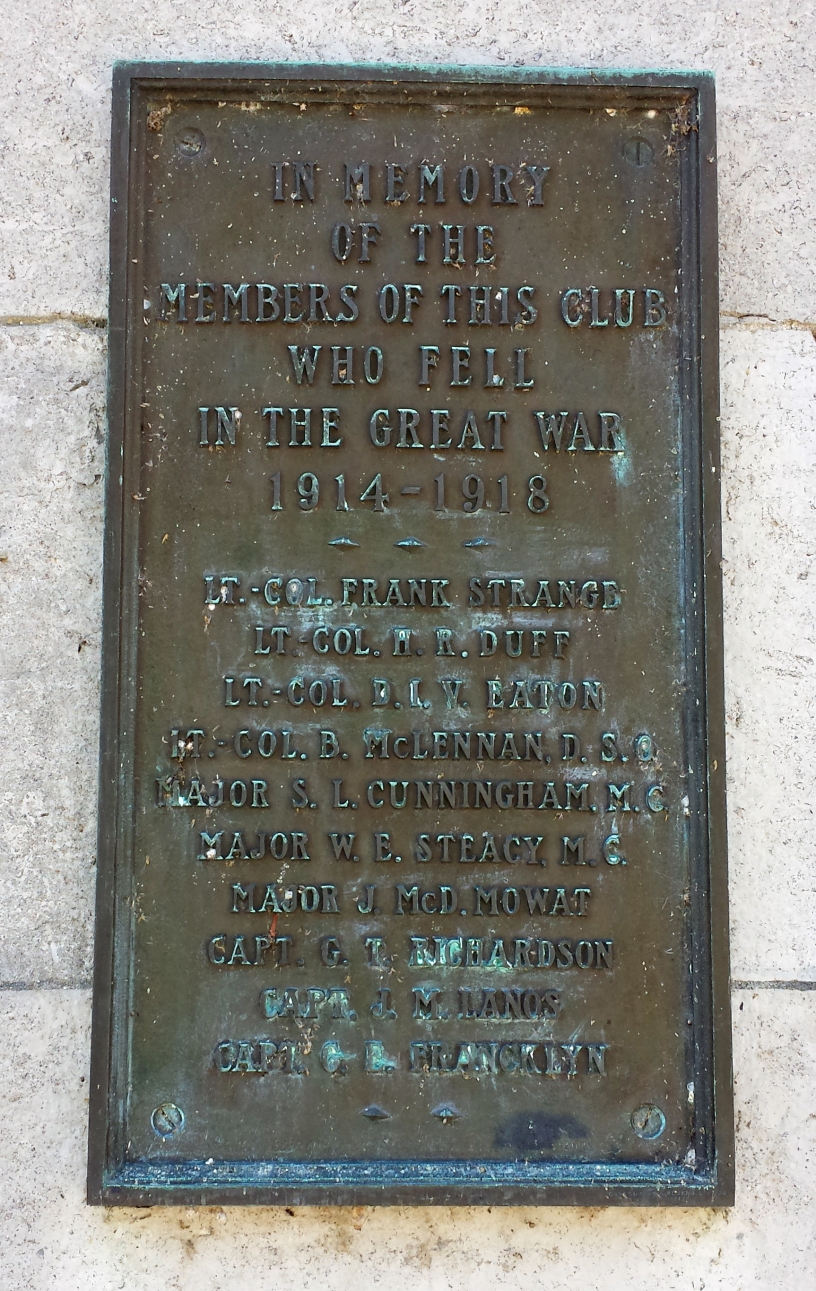 IN MEMORY
OF THE
MEMBERS OF THIS CLUB
WHO FELL
IN THE GREAT WAR
1914-1918
LT.-COL. FRANK STRANGE
LT.-COL. H. R. DUFF
LT.-COL. D. I. V. EATON
LT.-COL. B. McLENNAN, D. S. O.
MAJOR S. L. CUNNINGHAM, M. C.
MAJOR W. E. STEACY, M. C.
MAJOR J. McD. MOWAT
CAPT. G. T. RICHARDSON
CAPT. J. M. LANOS
CAPT. C. E. FRANCKLYN